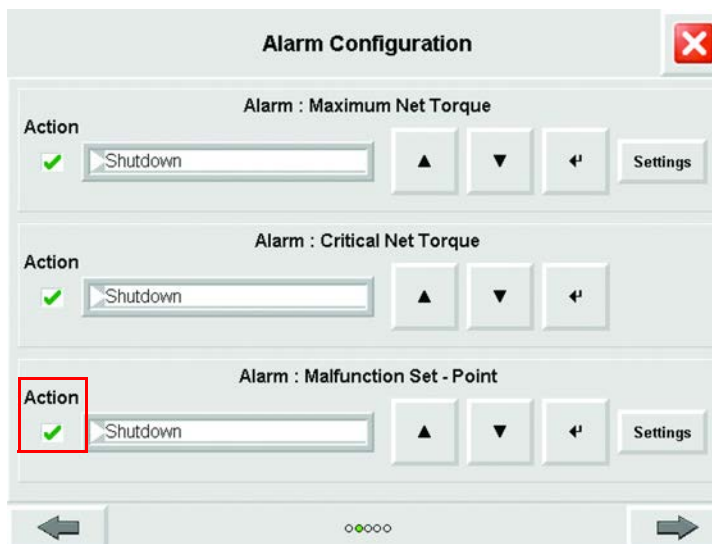 Alarm Configuration
Alarm : Maximum Net Torque
Action
Shutdown
Settings
Alarm : Critical Net Torque
Action
Shutdown
Alarm : Malfunction Set - Point
Action
Shutdown
Settings